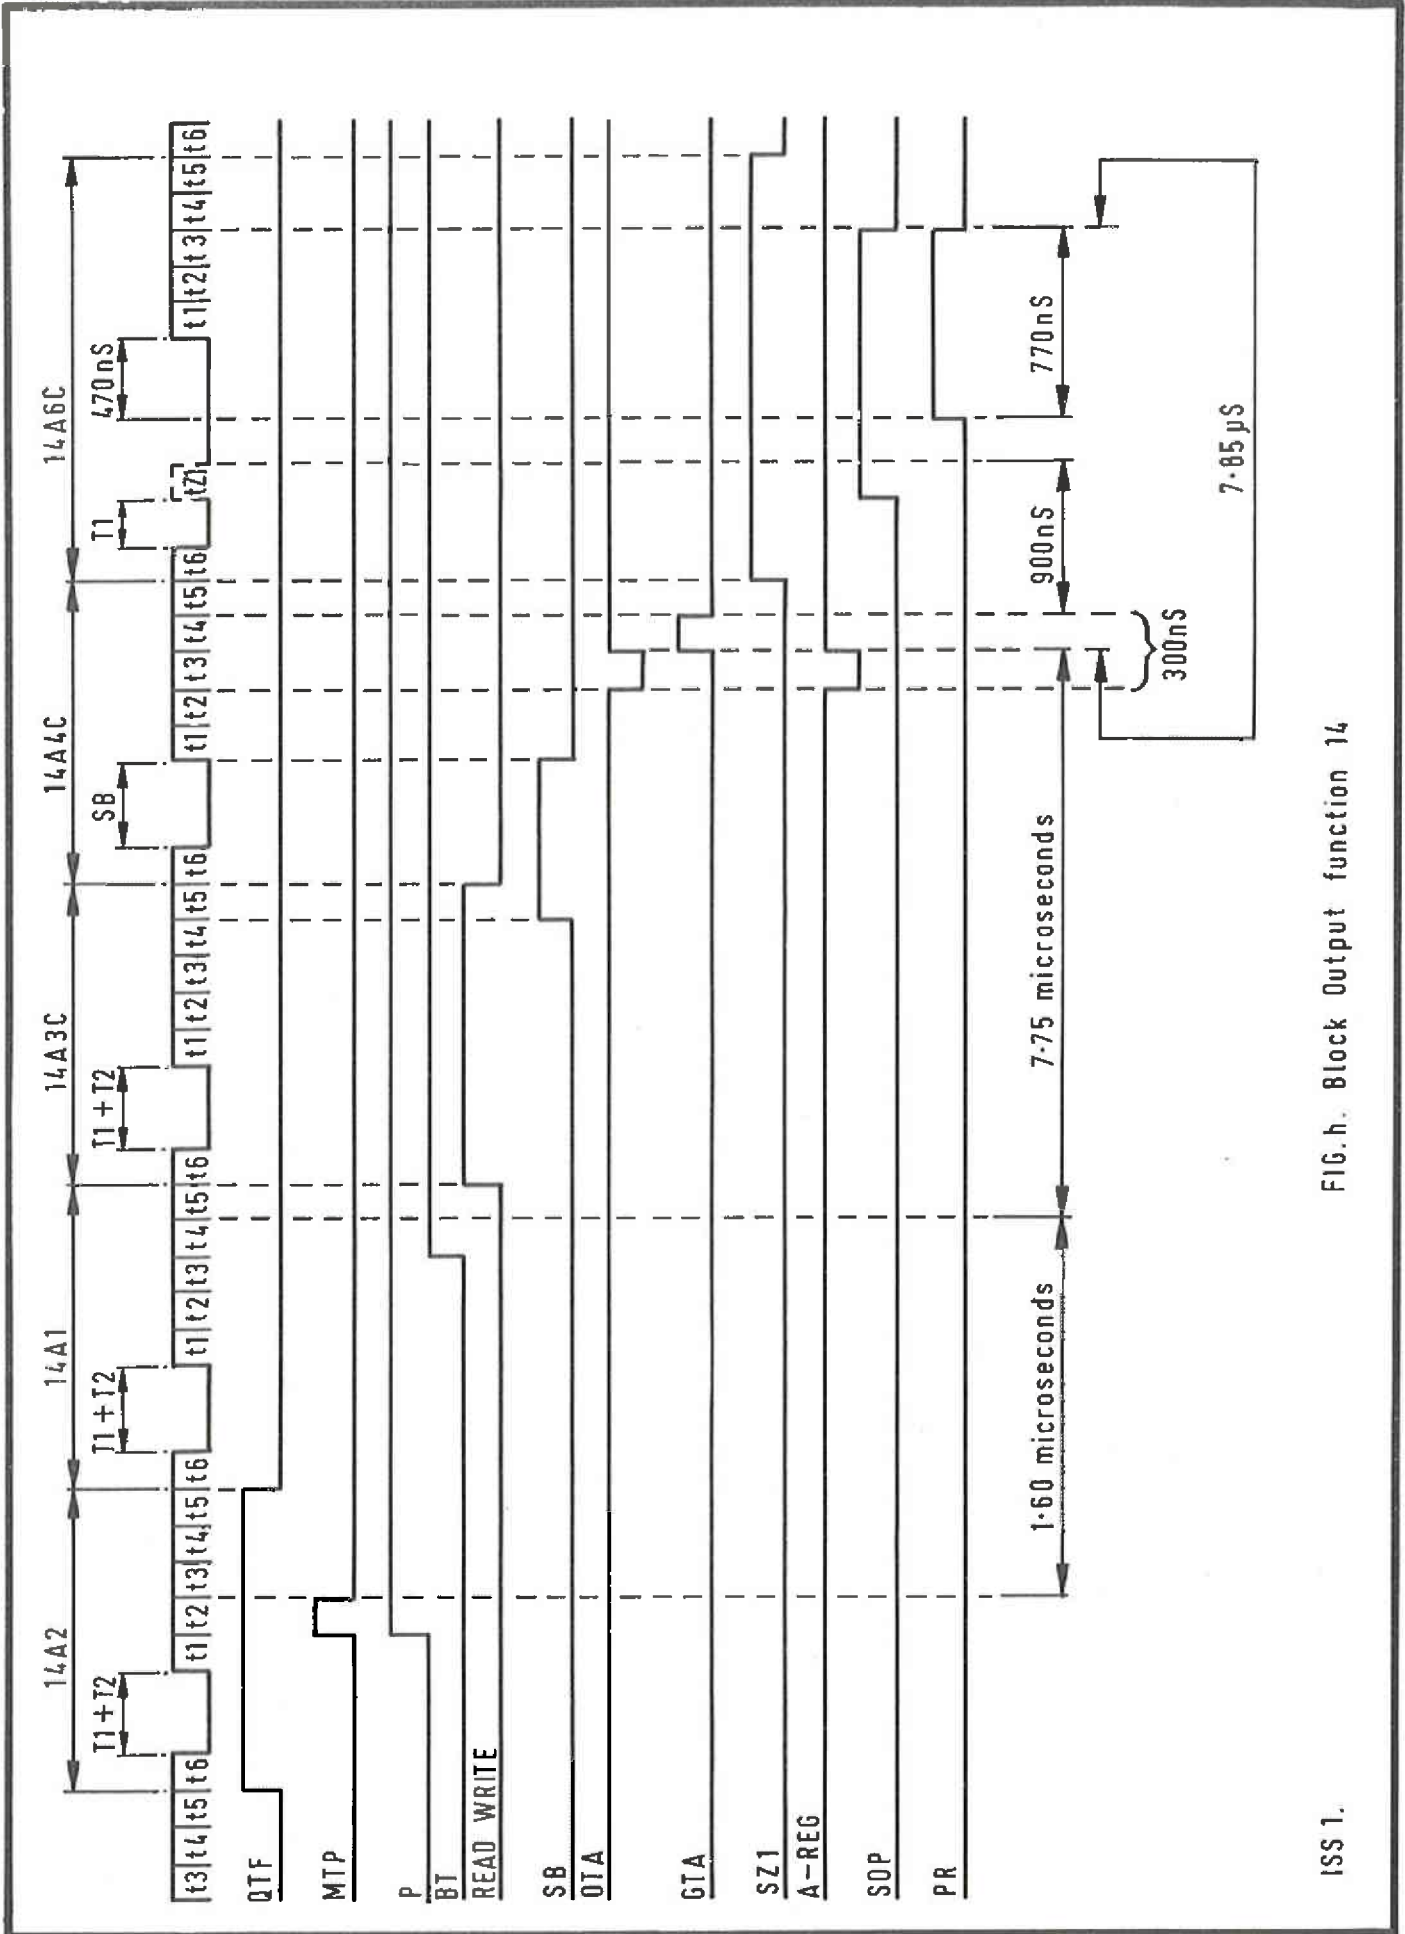 14A2 14A1 14A3C 14A4C 14A6C
T1+T2 T1+T2 T1+T2 SB T1 470nS
t3 t4 t5 t6 t1 t2 t3 t4 t5 t6 t1 t2 t3 t4 t5 t6 t1 t2 t3 t4 t5 t6 t1 t2 t3 t4 t5 t6 tZ1 t1 t2 t3 t4 t5 t6
QTF
MTP
P
BT
READ WRITE
SB
OTA
GTA
SZ1
A-REG
SOP
PR
1·60 microseconds 7·75 microseconds 900nS 770nS
300nS
7·85µS
FIG.h. Block Output function 14
ISS 1.